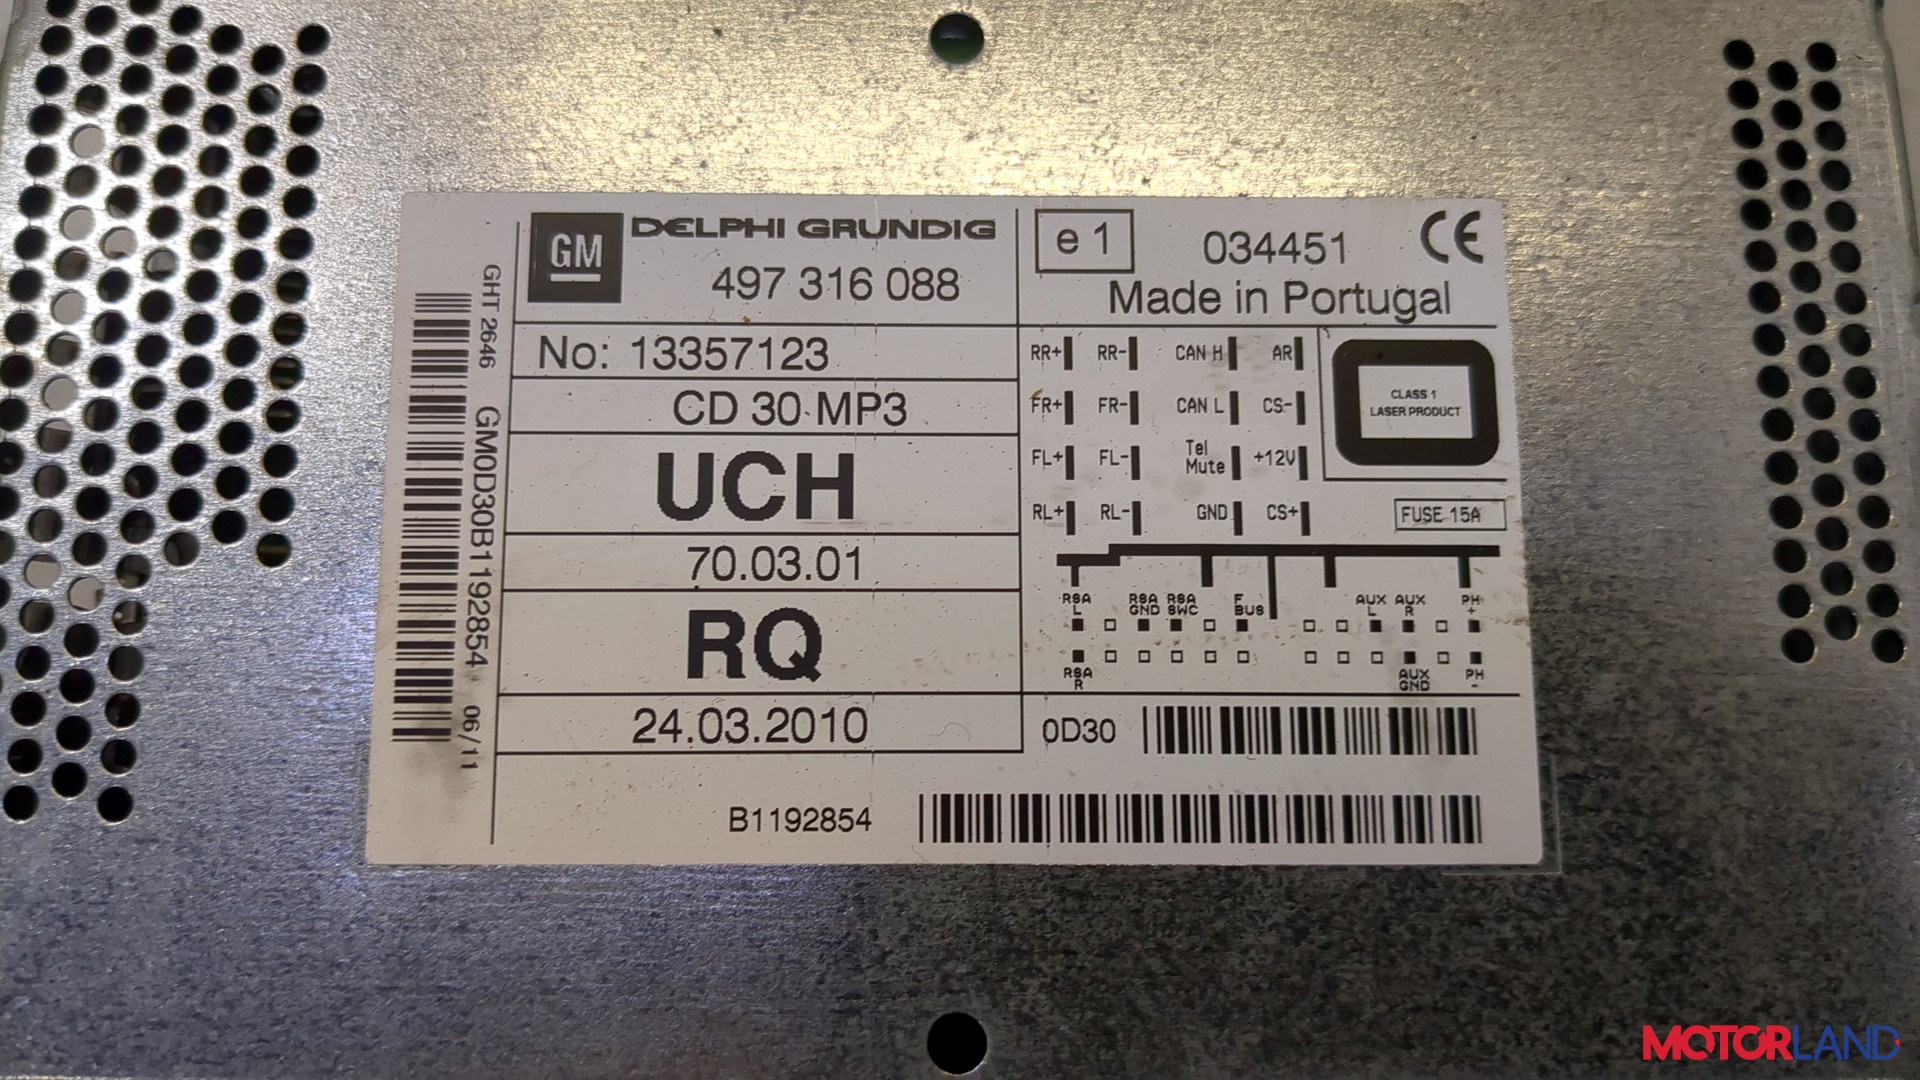 GM
DELPHI GRUNDIG
497 316 088
e 1
034451
CE
Made in Portugal
No: 13357123
CD 30 MP3
UCH
70.03.01
RQ
24.03.2010
GHT 2646 GM0D30B1192854 06/11
RR+ RR- CAN H AR
FR+ FR- CAN L CS-
FL+ FL- Tel Mute +12V
RL+ RL- GND CS+
CLASS 1
LASER PRODUCT
FUSE 15A
RSA L RSA GND RSA SWC F BUS AUX L AUX R PH +
RSA R AUX GND PH -
0D30
B1192854
MOTORLAND